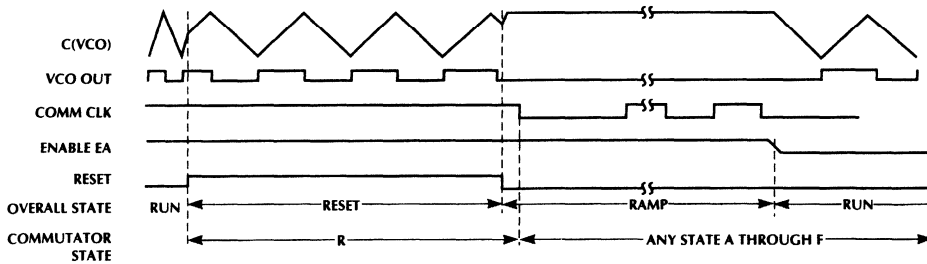 C(VCO)
VCO OUT
COMM CLK
ENABLE EA
RESET
OVERALL STATE RUN RESET RAMP RUN
COMMUTATOR STATE R ANY STATE A THROUGH F